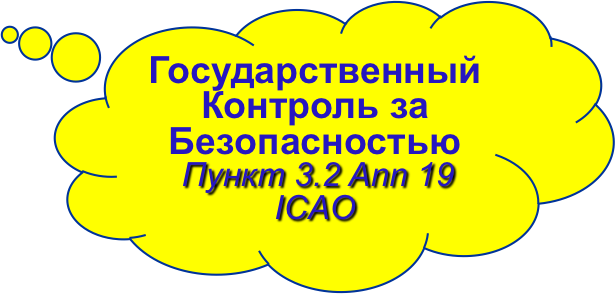 Государственный
Контроль за
Безопасностью
Пункт 3.2 Ann 19
ICAO